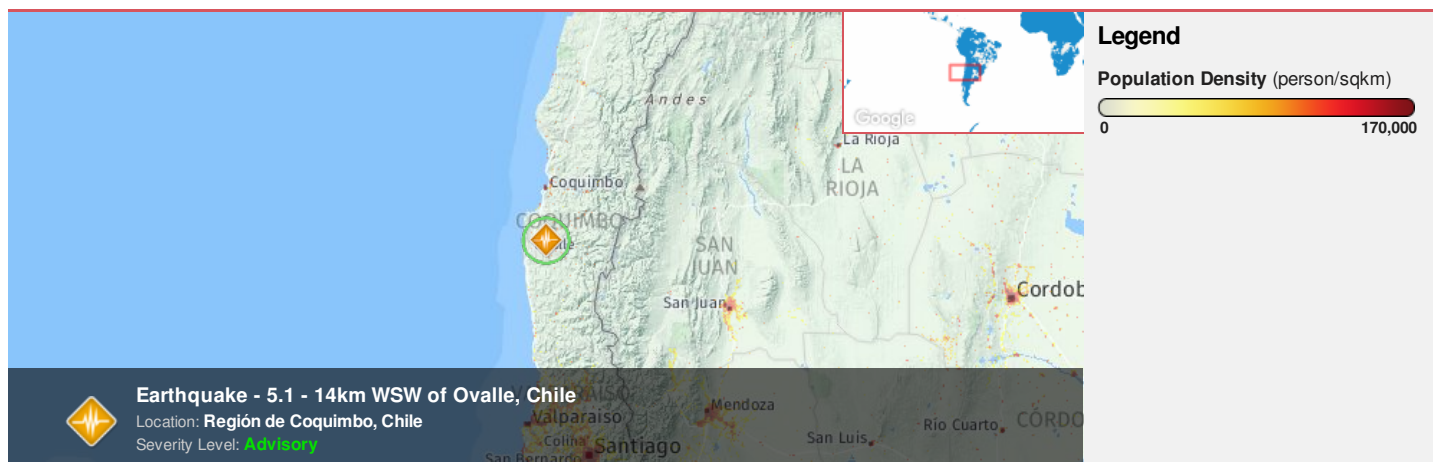 Andes
Google
La Rioja
LA
RIOJA
Coquimbo
COQUIMBO
SAN
JUAN
San Juan
Cordob
Legend
Population Density (person/sqkm)
0 170,000
Earthquake - 5.1 - 14km WSW of Ovalle, Chile
Location: Región de Coquimbo, Chile
Severity Level: Advisory
Valparaiso
Colina
Santiago
San Bernardo
Mendoza
San Luis
Río Cuarto
CÓRDO